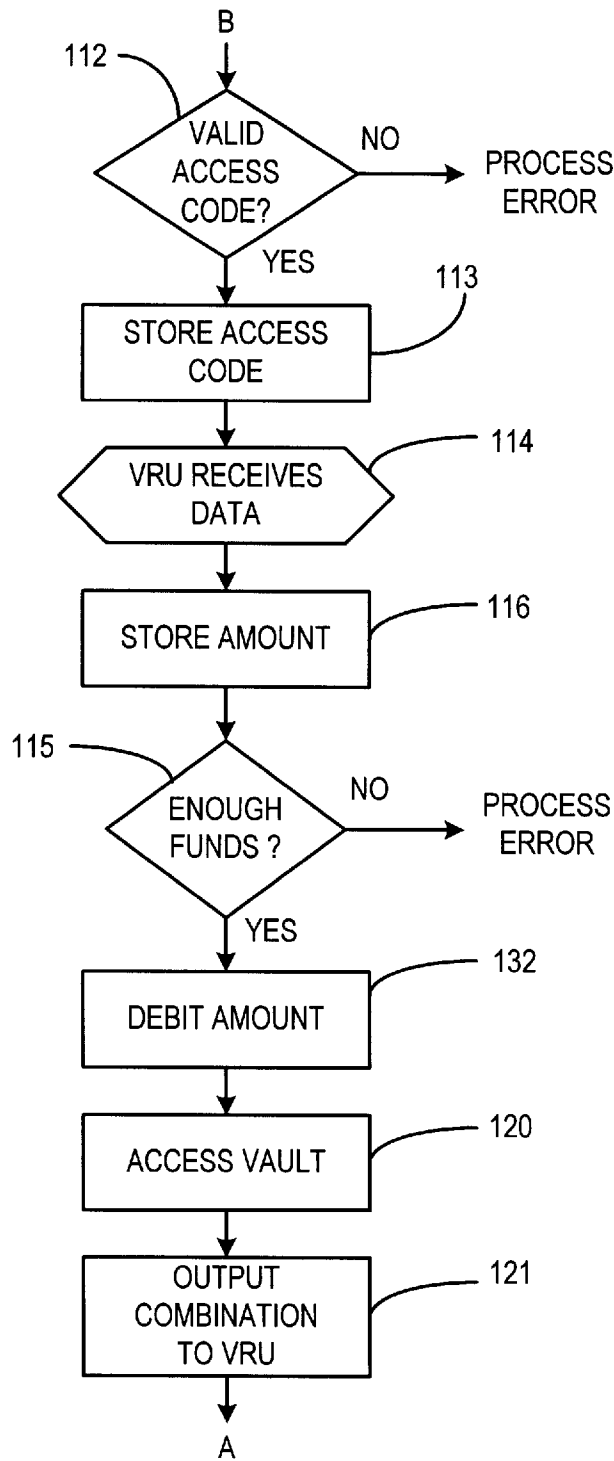 B
112
VALID
ACCESS
CODE?
NO
PROCESS
ERROR
YES
113
STORE ACCESS
CODE
114
VRU RECEIVES
DATA
116
STORE AMOUNT
115
ENOUGH
FUNDS ?
NO
PROCESS
ERROR
YES
132
DEBIT AMOUNT
120
ACCESS VAULT
121
OUTPUT
COMBINATION
TO VRU
A